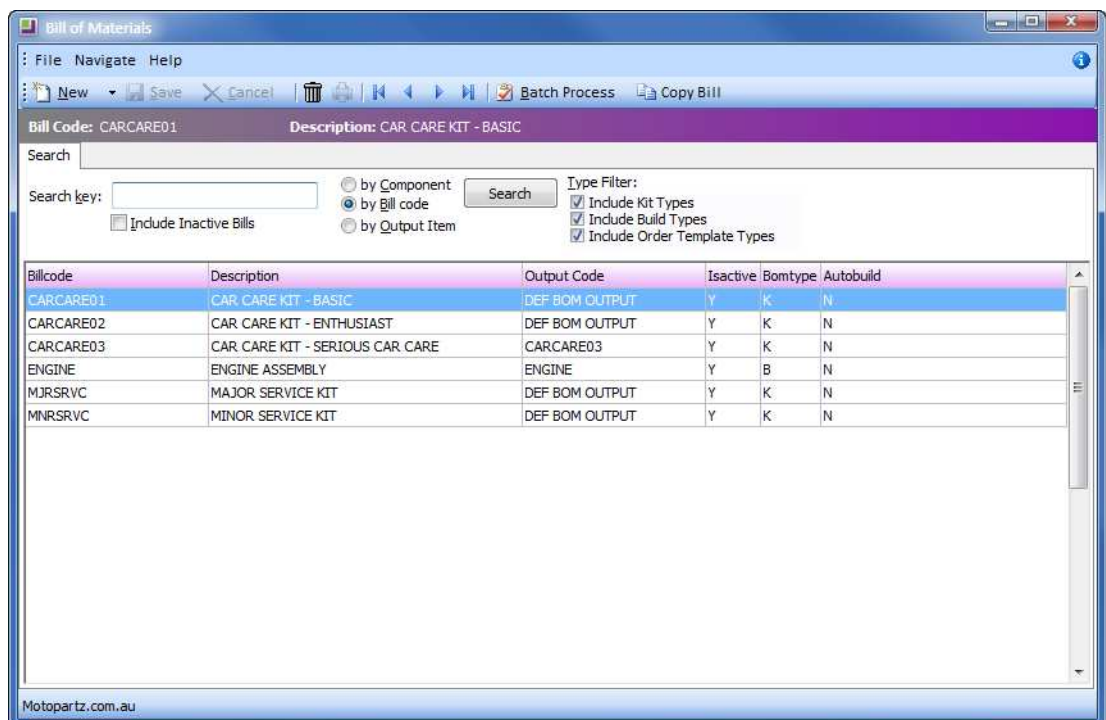 Bill of Materials
File Navigate Help
New Save Cancel Batch Process Copy Bill
Bill Code: CARCARE01 Description: CAR CARE KIT - BASIC
Search
Search key: by Component Search Type Filter:
by Bill code Include Kit Types
Include Inactive Bills by Output Item Include Build Types
Include Order Template Types
Billcode Description Output Code Isactive Bomtype Autobuild
CARCARE01 CAR CARE KIT - BASIC DEF BOM OUTPUT Y K N
CARCARE02 CAR CARE KIT - ENTHUSIAST DEF BOM OUTPUT Y K N
CARCARE03 CAR CARE KIT - SERIOUS CAR CARE CARCARE03 Y K N
ENGINE ENGINE ASSEMBLY ENGINE Y B N
MJRSRVC MAJOR SERVICE KIT DEF BOM OUTPUT Y K N
MNRSRVC MINOR SERVICE KIT DEF BOM OUTPUT Y K N
Motopartz.com.au